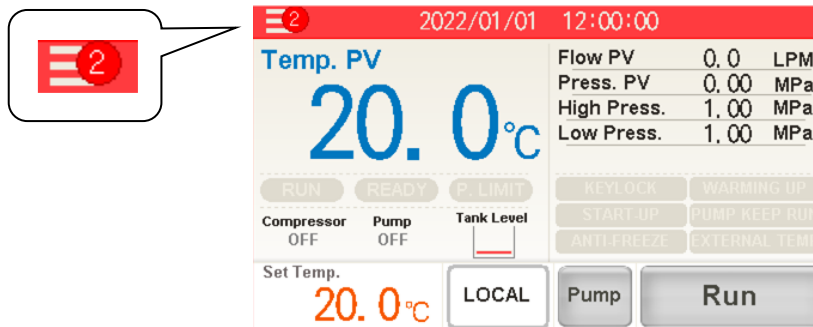 2
2 2022/01/01 12:00:00
Temp. PV
20.0℃
Flow PV 0.0 LPM
Press. PV 0.00 MPa
High Press. 1.00 MPa
Low Press. 1.00 MPa
RUN READY P. LIMIT
KEYLOCK WARMING UP
START-UP PUMP KEEP RUN
ANTI-FREEZE EXTERNAL TEMP
Compressor Pump Tank Level
OFF OFF
Set Temp.
20.0℃
LOCAL Pump Run